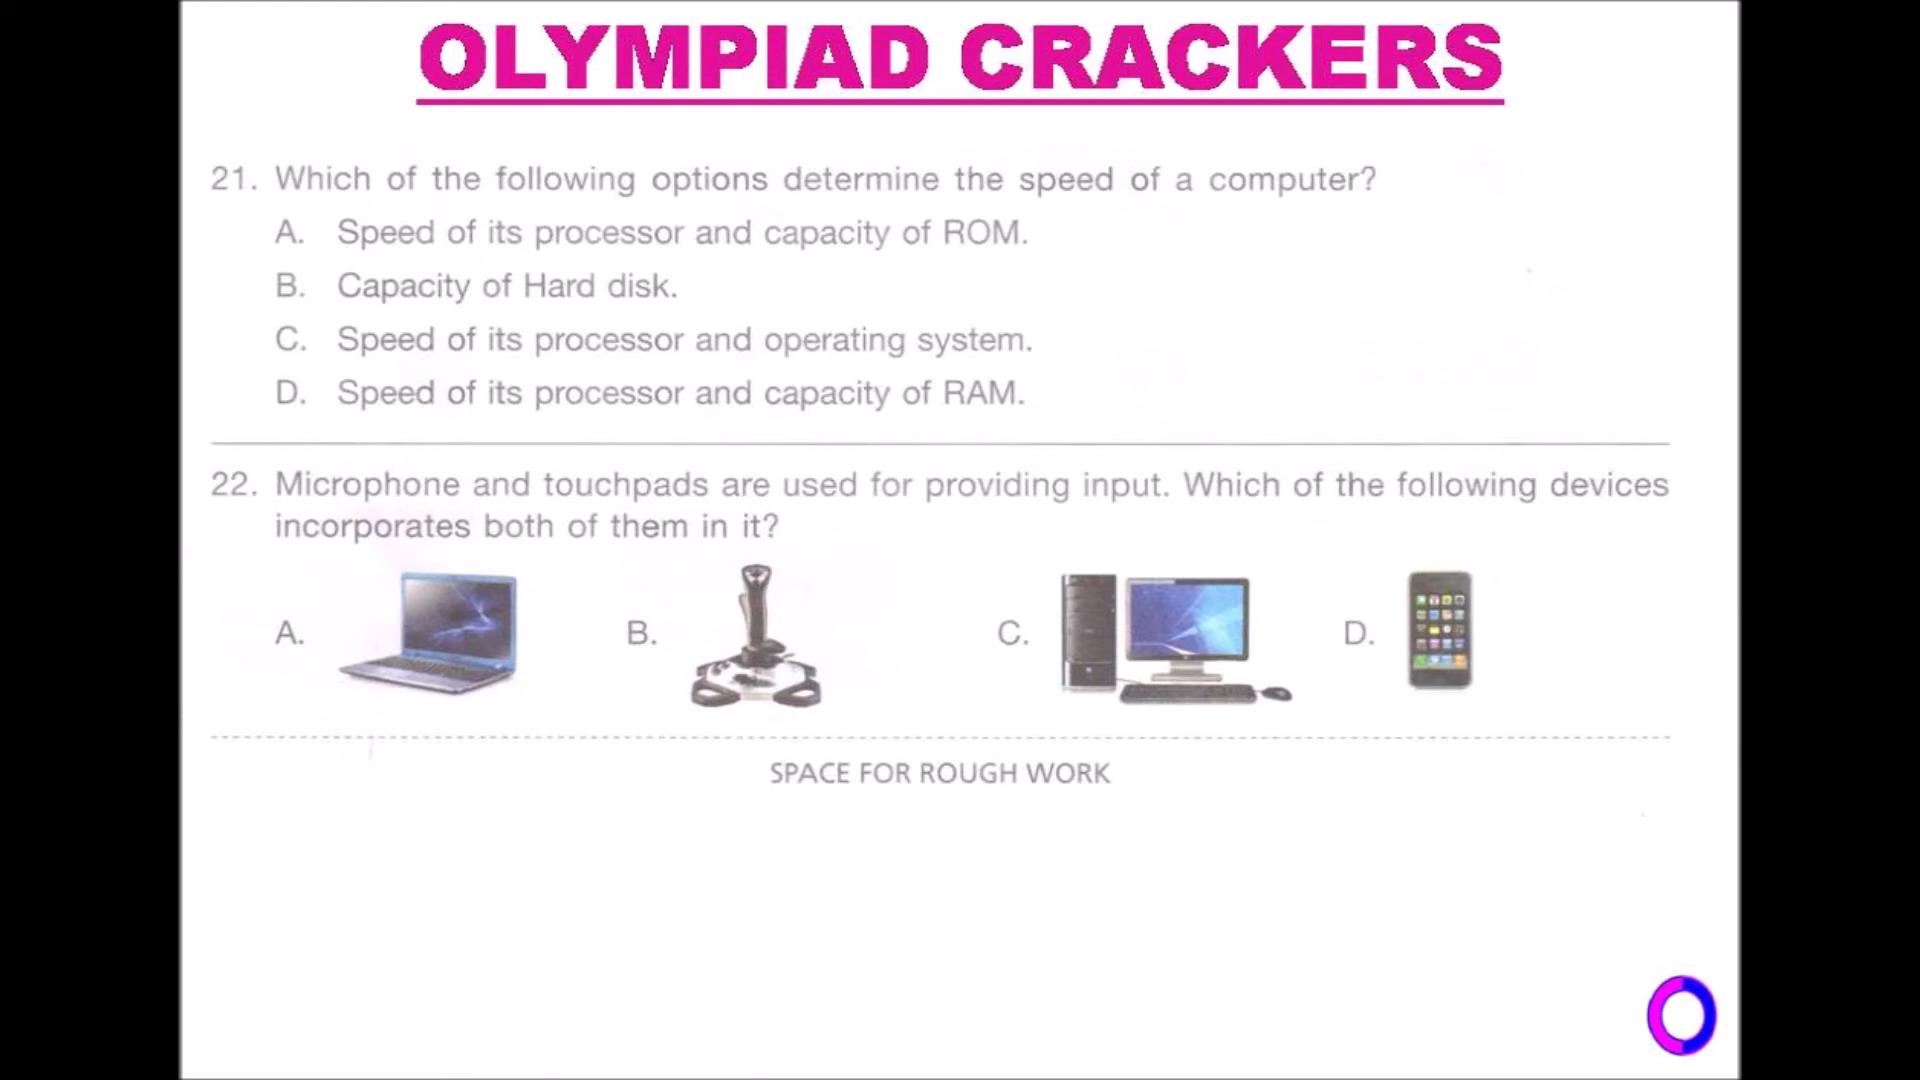 OLYMPIAD CRACKERS
21. Which of the following options determine the speed of a computer?
A. Speed of its processor and capacity of ROM.
B. Capacity of Hard disk.
C. Speed of its processor and operating system.
D. Speed of its processor and capacity of RAM.
22. Microphone and touchpads are used for providing input. Which of the following devices
incorporates both of them in it?
A. B. C. D.
SPACE FOR ROUGH WORK